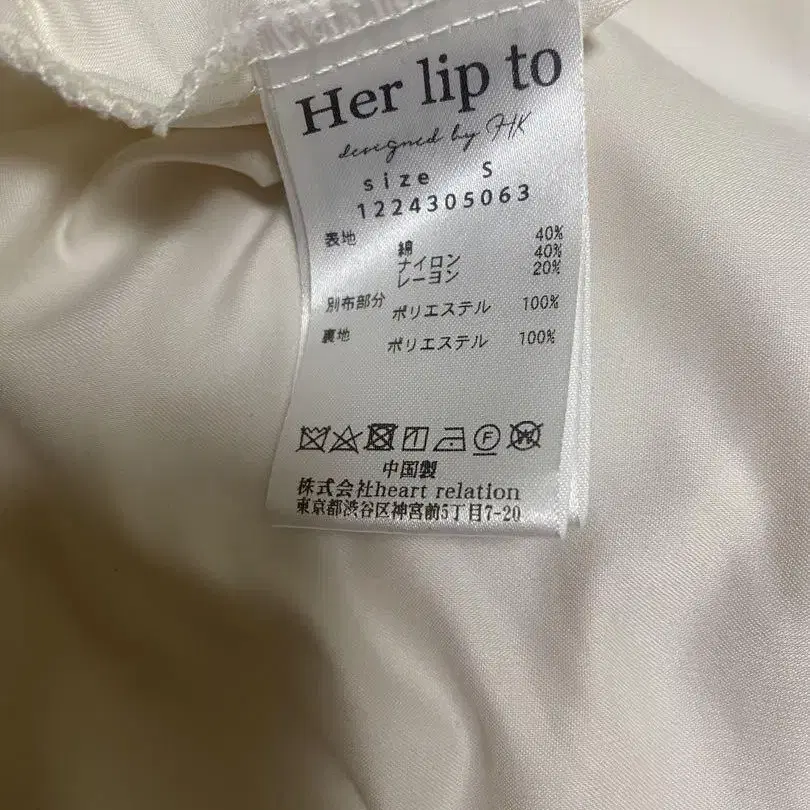 Her lip to
designed by HK
size S
1224305063
表地 綿 40%
ナイロン 40%
レーヨン 20%
別布部分 ポリエステル 100%
裏地 ポリエステル 100%
中国製
株式会社heart relation
東京都渋谷区神宮前5丁目7-20